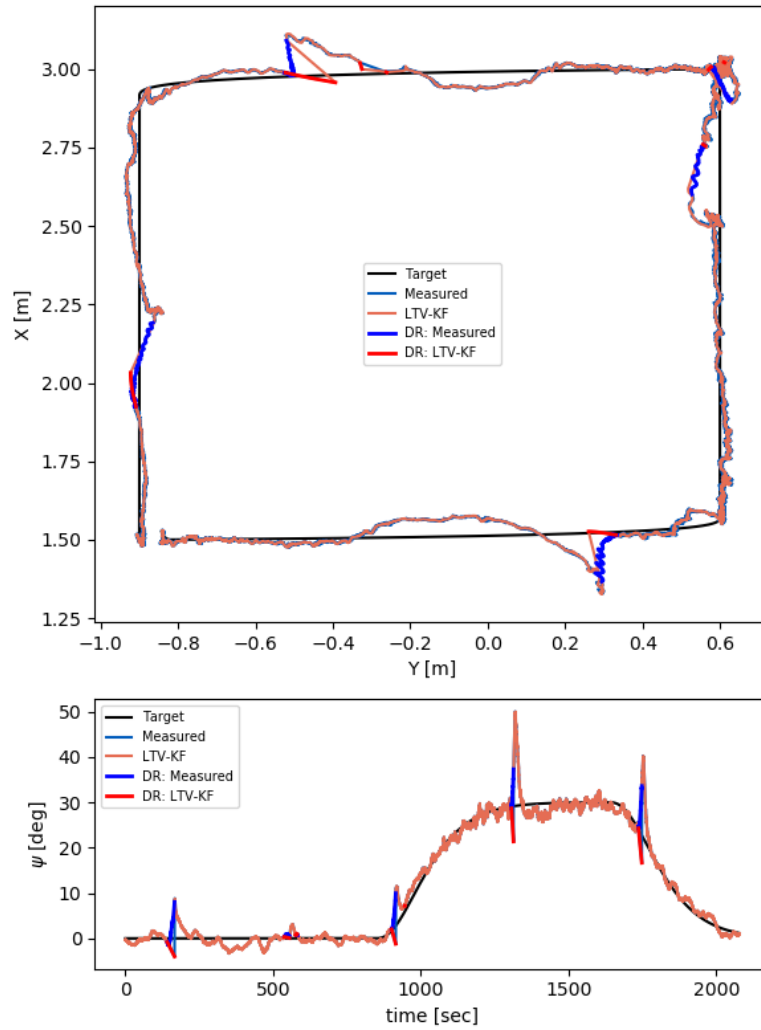 3.00
2.75
2.50
2.25
2.00
1.75
1.50
1.25
X [m]
Target
Measured
LTV-KF
DR: Measured
DR: LTV-KF
−1.0 −0.8 −0.6 −0.4 −0.2 0.0 0.2 0.4 0.6
Y [m]
50
40
30
20
10
0
ψ [deg]
Target
Measured
LTV-KF
DR: Measured
DR: LTV-KF
0 500 1000 1500 2000
time [sec]